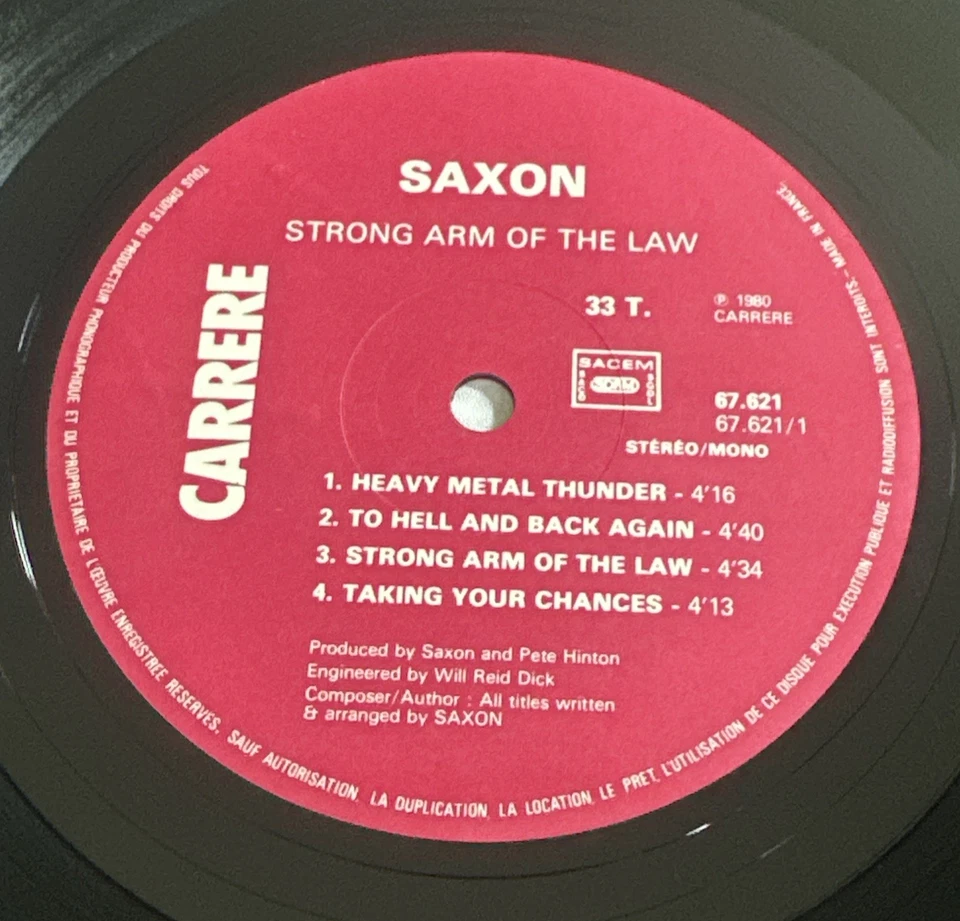 SAXON
STRONG ARM OF THE LAW
CARRERE
33 T.
℗ 1980
CARRERE
SACEM
SACD
SDRM
SGDL
67.621
67.621/1
STÉRÉO/MONO
1. HEAVY METAL THUNDER - 4'16
2. TO HELL AND BACK AGAIN - 4'40
3. STRONG ARM OF THE LAW - 4'34
4. TAKING YOUR CHANCES - 4'13
Produced by Saxon and Pete Hinton
Engineered by Will Reid Dick
Composer/Author : All titles written
& arranged by SAXON
TOUS DROITS DU PRODUCTEUR PHONOGRAPHIQUE ET DU PROPRIETAIRE DE L'ŒUVRE ENREGISTREE RESERVES. SAUF AUTORISATION, LA DUPLICATION, LA LOCATION, LE PRET, L'UTILISATION DE CE DISQUE POUR EXECUTION PUBLIQUE ET RADIODIFFUSION SONT INTERDITS - MADE IN FRANCE